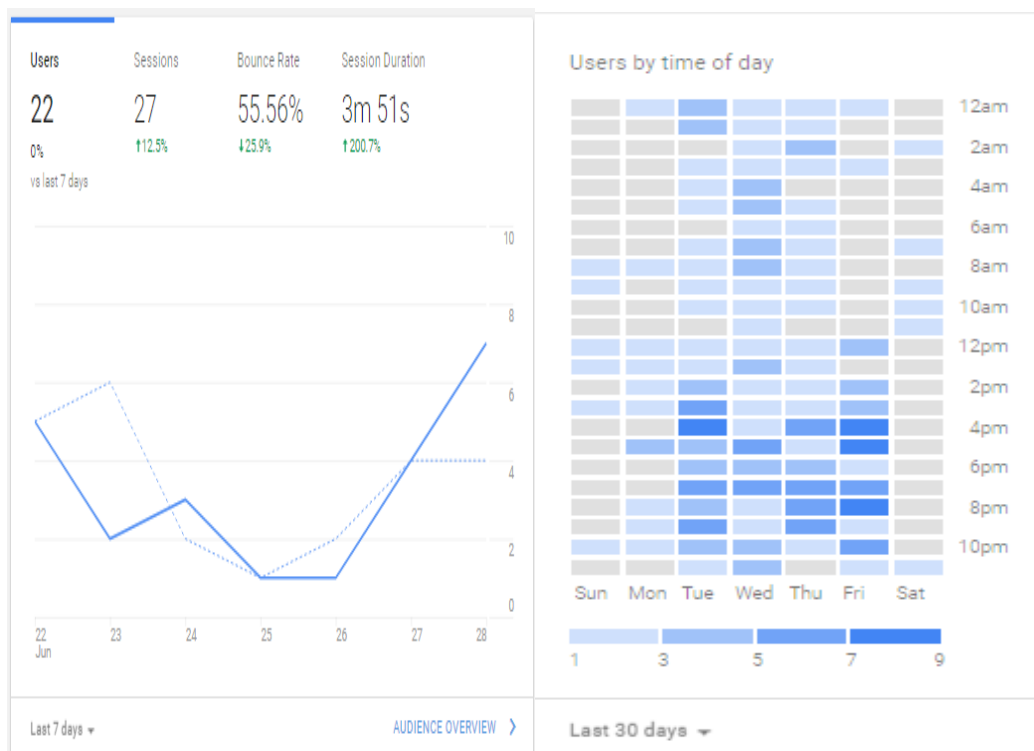 Users Sessions Bounce Rate Session Duration
22 27 55.56% 3m 51s
0% ↑12.5% ↓25.9% ↑200.7%
vs last 7 days
10
8
6
4
2
0
22 23 24 25 26 27 28
Jun
Last 7 days
AUDIENCE OVERVIEW
Users by time of day
12am
2am
4am
6am
8am
10am
12pm
2pm
4pm
6pm
8pm
10pm
Sun Mon Tue Wed Thu Fri Sat
1 3 5 7 9
Last 30 days